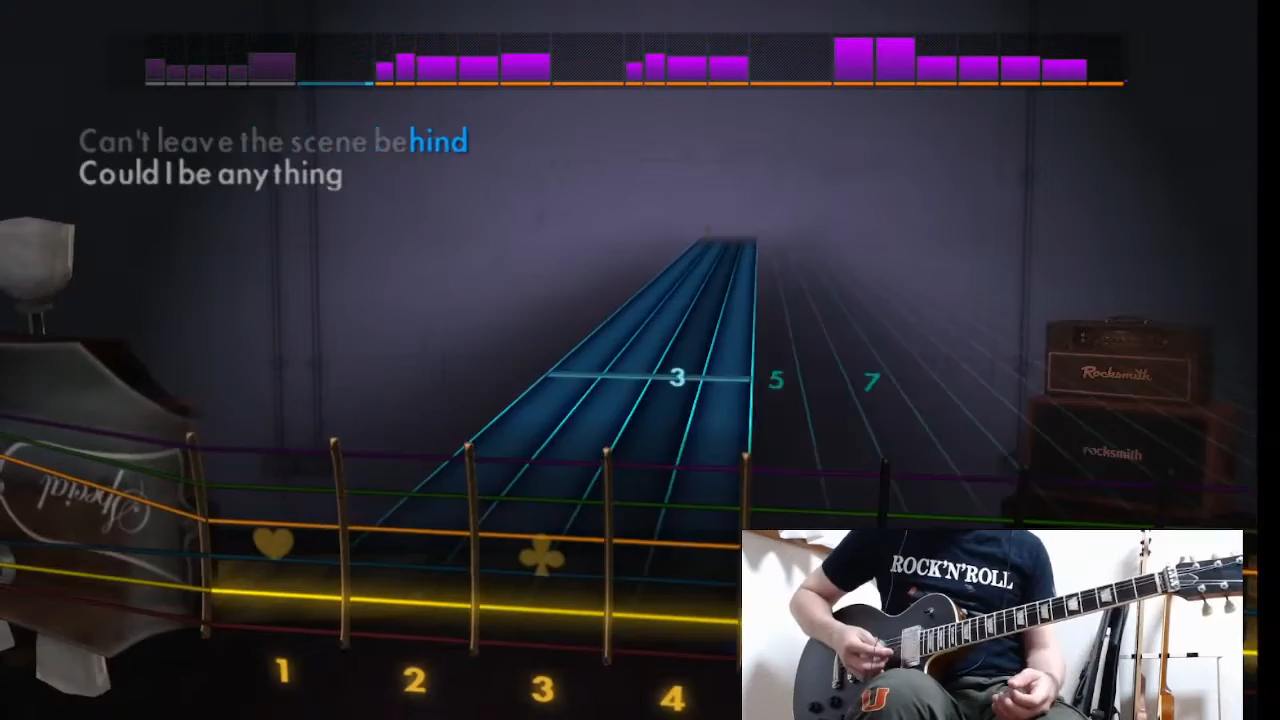 Can't leave the scene behind
Could I be anything
3
5
7
Rocksmith
rocksmith
Special
ROCK'N'ROLL
U
1
2
3
4